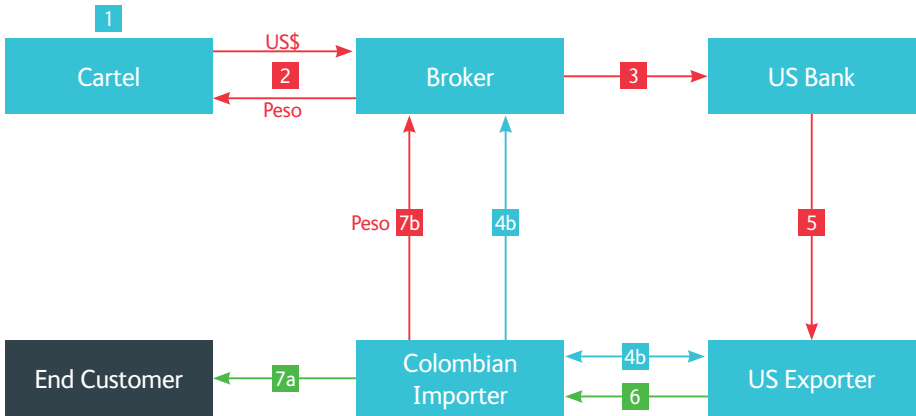 1
Cartel
US$
2
Peso
Broker
3
US Bank
Peso
7b
4b
5
End Customer
7a
Colombian
Importer
4b
6
US Exporter